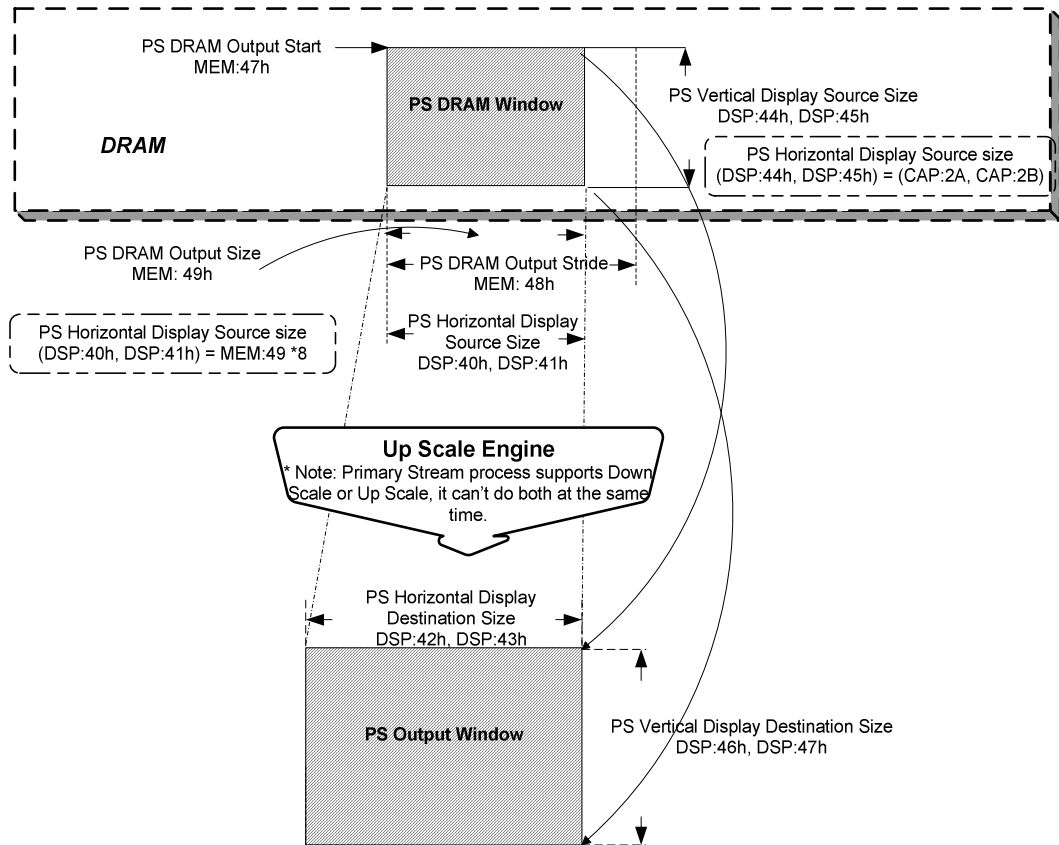 PS DRAM Output Start
MEM:47h
PS DRAM Window
PS Vertical Display Source Size
DSP:44h, DSP:45h
DRAM
PS Horizontal Display Source size
(DSP:44h, DSP:45h) = (CAP:2A, CAP:2B)
PS DRAM Output Size
MEM: 49h
PS DRAM Output Stride
MEM: 48h
PS Horizontal Display Source size
(DSP:40h, DSP:41h) = MEM:49 *8
PS Horizontal Display
Source Size
DSP:40h, DSP:41h
Up Scale Engine
* Note: Primary Stream process supports Down
Scale or Up Scale, it can't do both at the same
time.
PS Horizontal Display
Destination Size
DSP:42h, DSP:43h
PS Output Window
PS Vertical Display Destination Size
DSP:46h, DSP:47h